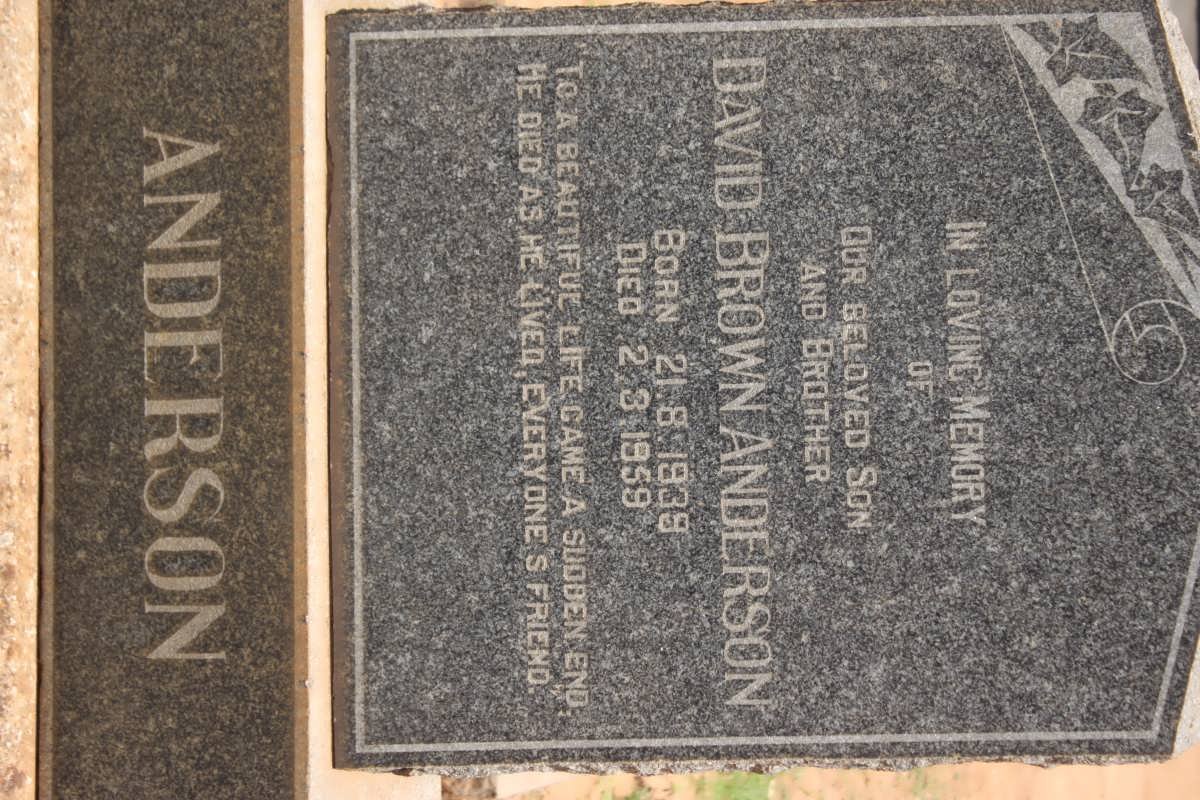 IN LOVING MEMORY
OF
OUR BELOVED SON
AND BROTHER
DAVID BROWN ANDERSON
BORN 21.8.1939
DIED 2.3.1959
"TO A BEAUTIFUL LIFE CAME A SUDDEN END,
HE DIED AS HE LIVED, EVERYONE'S FRIEND."
ANDERSON